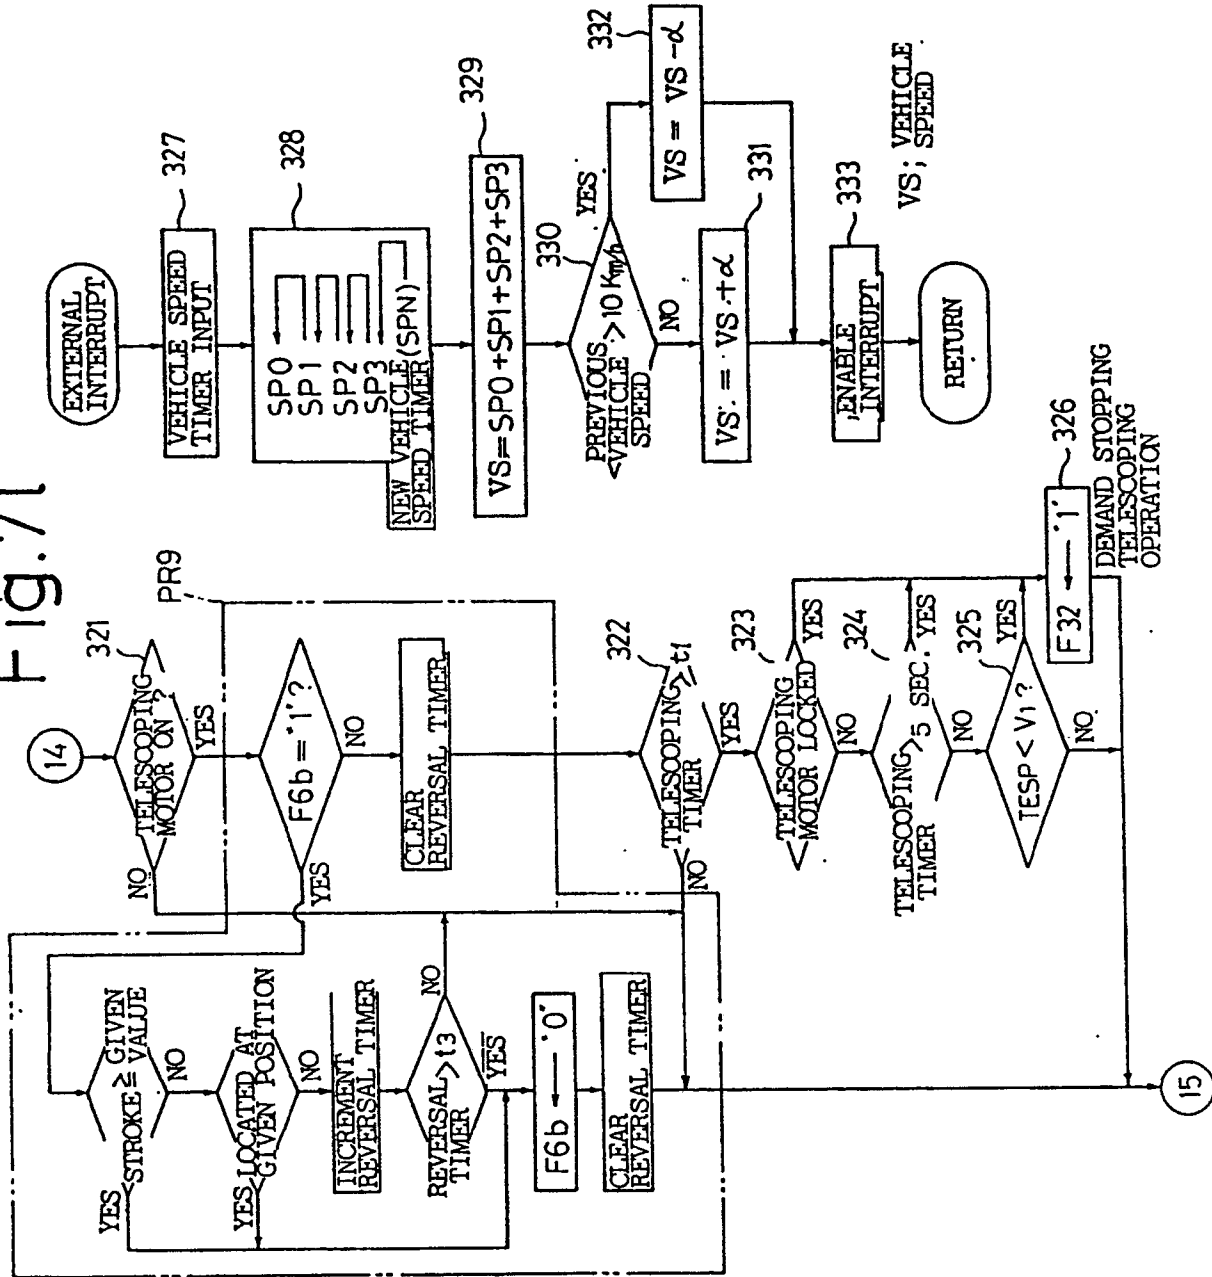 Fig.7l
14
TELESCOPING
MOTOR ON ?
321
NO
YES
PR9
F6b = "1" ?
YES
NO
CLEAR
REVERSAL TIMER
STROKE ≧ GIVEN
VALUE
YES
NO
LOCATED AT
GIVEN POSITION
YES
NO
INCREMENT
REVERSAL TIMER
REVERSAL > t3
TIMER
NO
YES
F6b ← "0"
CLEAR
REVERSAL TIMER
TELESCOPING > t1
TIMER
322
NO
YES
TELESCOPING
MOTOR LOCKED
323
YES
NO
TELESCOPING > 5 SEC.
TIMER
324
YES
NO
TESP < V1 ?
325
YES
NO
F32 ← "1"
326
DEMAND STOPPING
TELESCOPING
OPERATION
15
EXTERNAL
INTERRUPT
VEHICLE SPEED
TIMER INPUT
327
328
SP0
SP1
SP2
SP3
NEW VEHICLE (SPN)
SPEED TIMER
VS=SP0+SP1+SP2+SP3
329
PREVIOUS
VEHICLE > 10 Km/h
SPEED
330
YES
NO
VS = VS - α
332
VS = VS + α
331
ENABLE
INTERRUPT
333
RETURN
VS; VEHICLE
SPEED